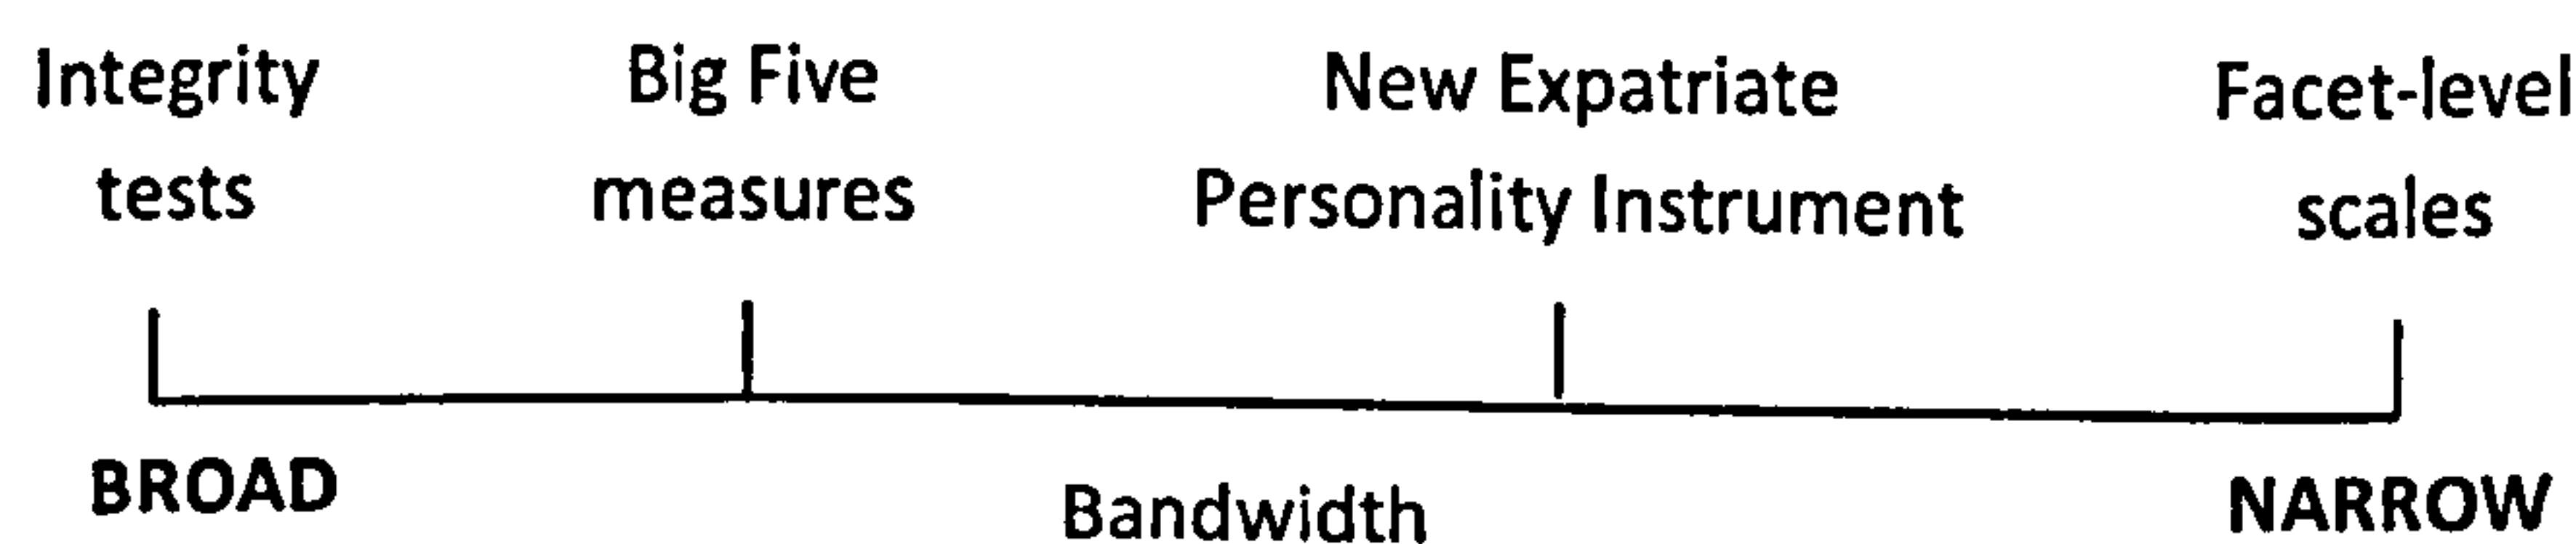 Integrity
tests
Big Five
measures
New Expatriate
Personality Instrument
Facet-level
scales
BROAD
Bandwidth
NARROW